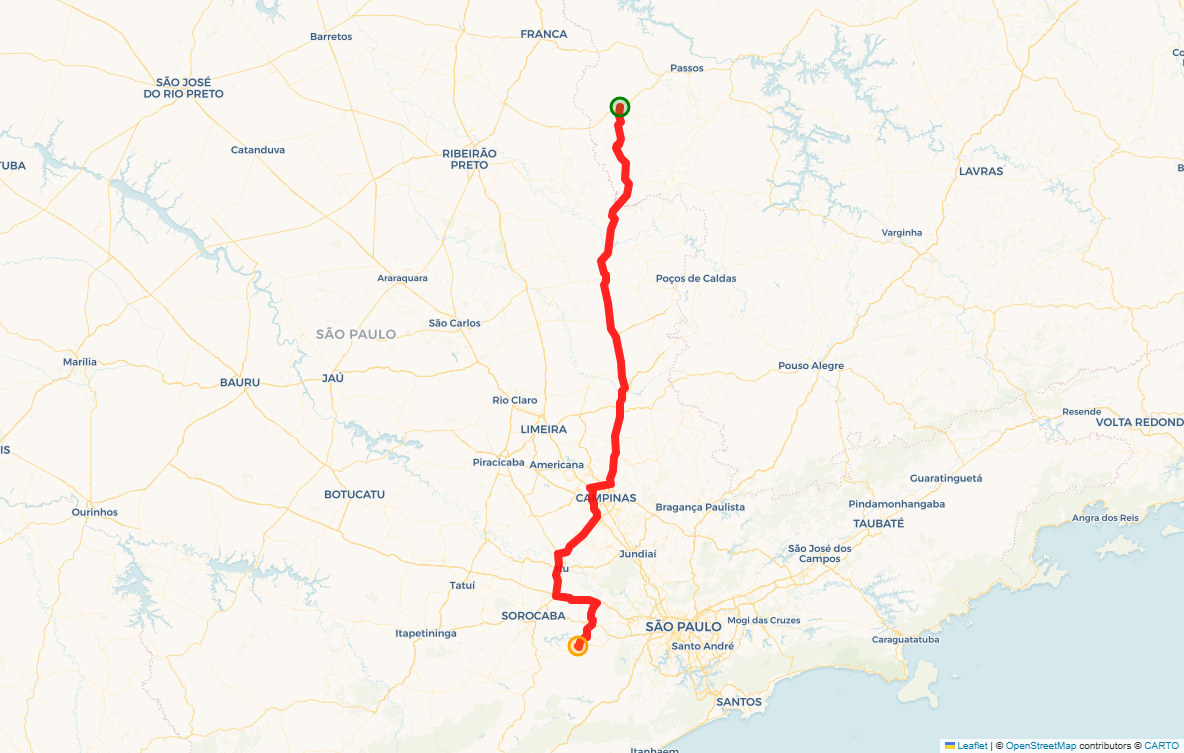 FRANCA
Barretos
Passos
SÃO JOSÉ
DO RIO PRETO
Catanduva
RIBEIRÃO
PRETO
LAVRAS
Varginha
Araraquara
Poços de Caldas
São Carlos
SÃO PAULO
Marília
Pouso Alegre
BAURU
JAÚ
Rio Claro
Resende
VOLTA REDOND
LIMEIRA
Piracicaba
Americana
Guaratinguetá
BOTUCATU
CAMPINAS
Bragança Paulista
Pindamonhangaba
Ourinhos
TAUBATÉ
Angra dos Reis
Jundiaí
São José dos
Campos
Tatuí
SOROCABA
Mogi das Cruzes
SÃO PAULO
Itapetininga
Caraguatatuba
Santo André
SANTOS
Itanhaem
Leaflet | © OpenStreetMap contributors © CARTO